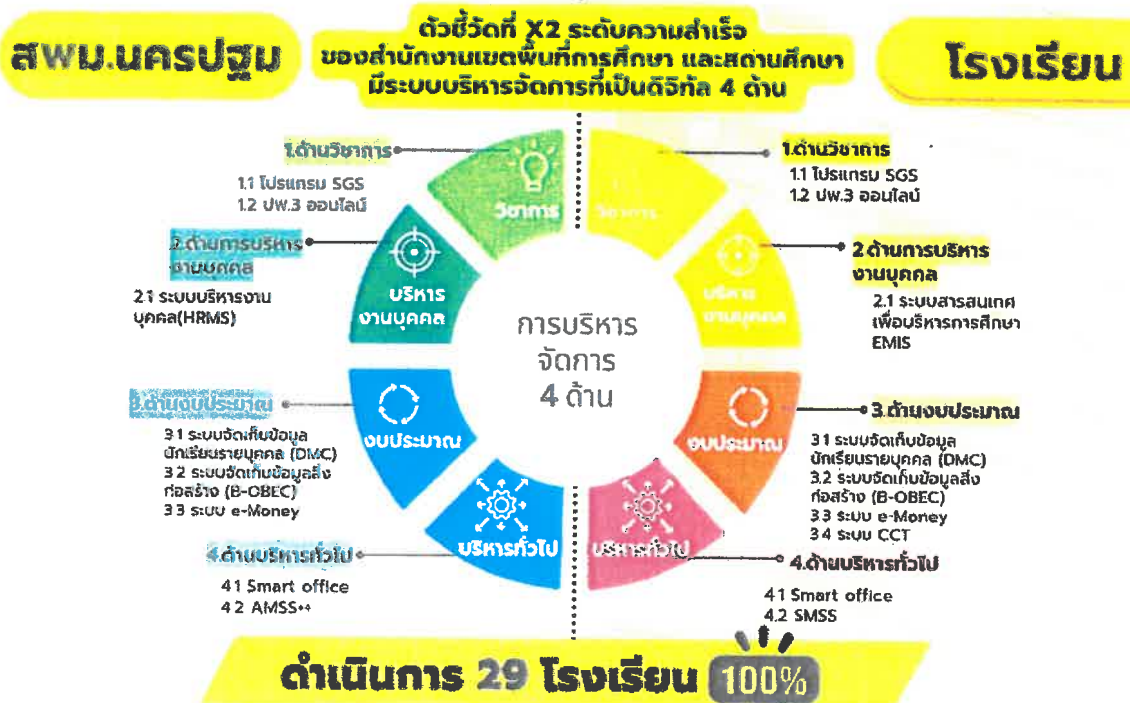 สพม.นครปฐม
ตัวชี้วัดที่ X2 ระดับความสำเร็จ
ของสำนักงานเขตพื้นที่การศึกษา และสถานศึกษา
มีระบบบริหารจัดการที่เป็นดิจิทัล 4 ด้าน
โรงเรียน
1.ด้านวิชาการ
1.1 โปรแกรม SGS
1.2 ปพ.3 ออนไลน์
2.ด้านการบริหาร
งานบุคคล
2.1 ระบบบริหารงาน
บุคคล(HRMS)
3.ด้านงบประมาณ
3.1 ระบบจัดเก็บข้อมูล
นักเรียนรายบุคคล (DMC)
3.2 ระบบจัดเก็บข้อมูลสิ่ง
ก่อสร้าง (B-OBEC)
3.3 ระบบ e-Money
4.ด้านบริหารทั่วไป
4.1 Smart office
4.2 AMSS++
วิชาการ
บริหาร
งานบุคคล
งบประมาณ
บริหารทั่วไป
การบริหาร
จัดการ
4 ด้าน
วิชาการ
บริหาร
งานบุคคล
งบประมาณ
บริหารทั่วไป
1.ด้านวิชาการ
1.1 โปรแกรม SGS
1.2 ปพ.3 ออนไลน์
2.ด้านการบริหาร
งานบุคคล
2.1 ระบบสารสนเทศ
เพื่อบริหารการศึกษา
EMIS
3.ด้านงบประมาณ
3.1 ระบบจัดเก็บข้อมูล
นักเรียนรายบุคคล (DMC)
3.2 ระบบจัดเก็บข้อมูลสิ่ง
ก่อสร้าง (B-OBEC)
3.3 ระบบ e-Money
3.4 ระบบ CCT
4.ด้านบริหารทั่วไป
4.1 Smart office
4.2 SMSS
ดำเนินการ 29 โรงเรียน 100%